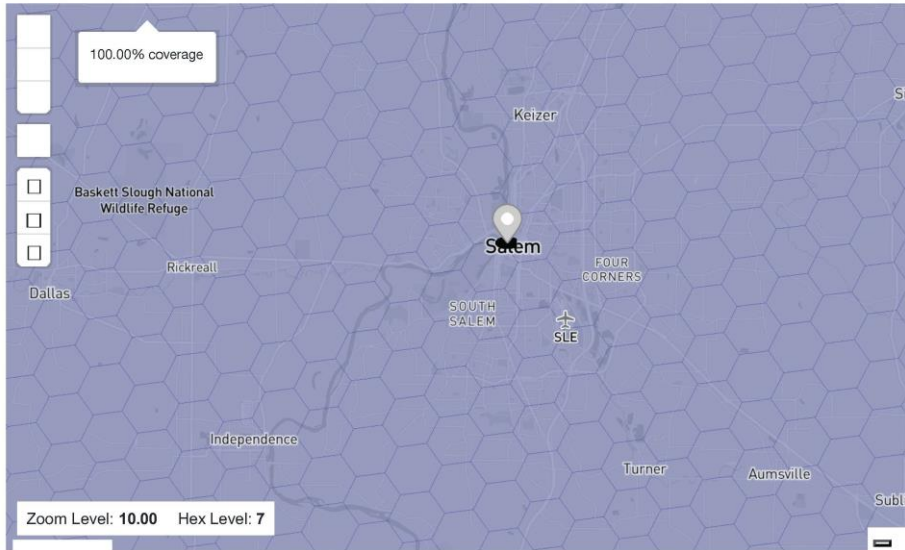 100.00% coverage
Keizer
Baskett Slough National
Wildlife Refuge
Salem
Rickreall
FOUR
CORNERS
Dallas
SOUTH
SALEM
SLE
Independence
Turner
Aumsville
Zoom Level: 10.00 Hex Level: 7